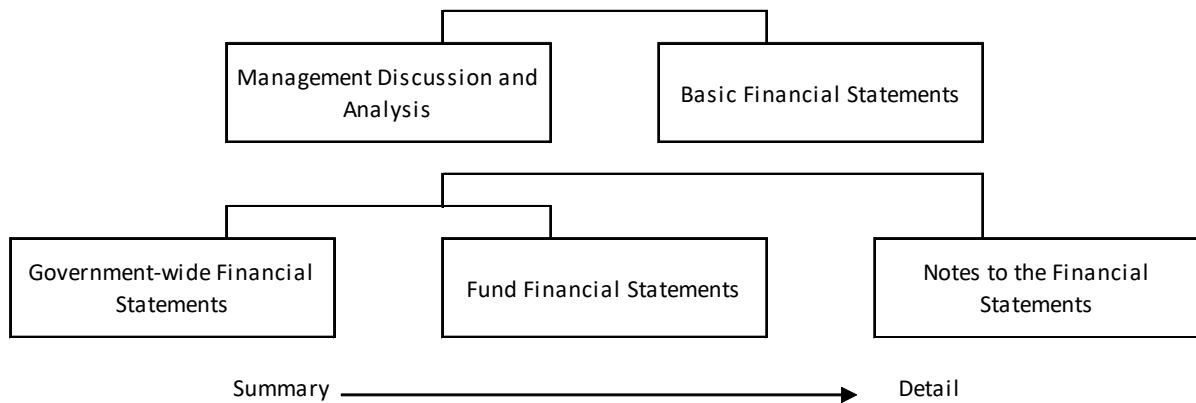 Management Discussion and
Analysis
Basic Financial Statements
Government-wide Financial
Statements
Fund Financial Statements
Notes to the Financial
Statements
Summary
Detail